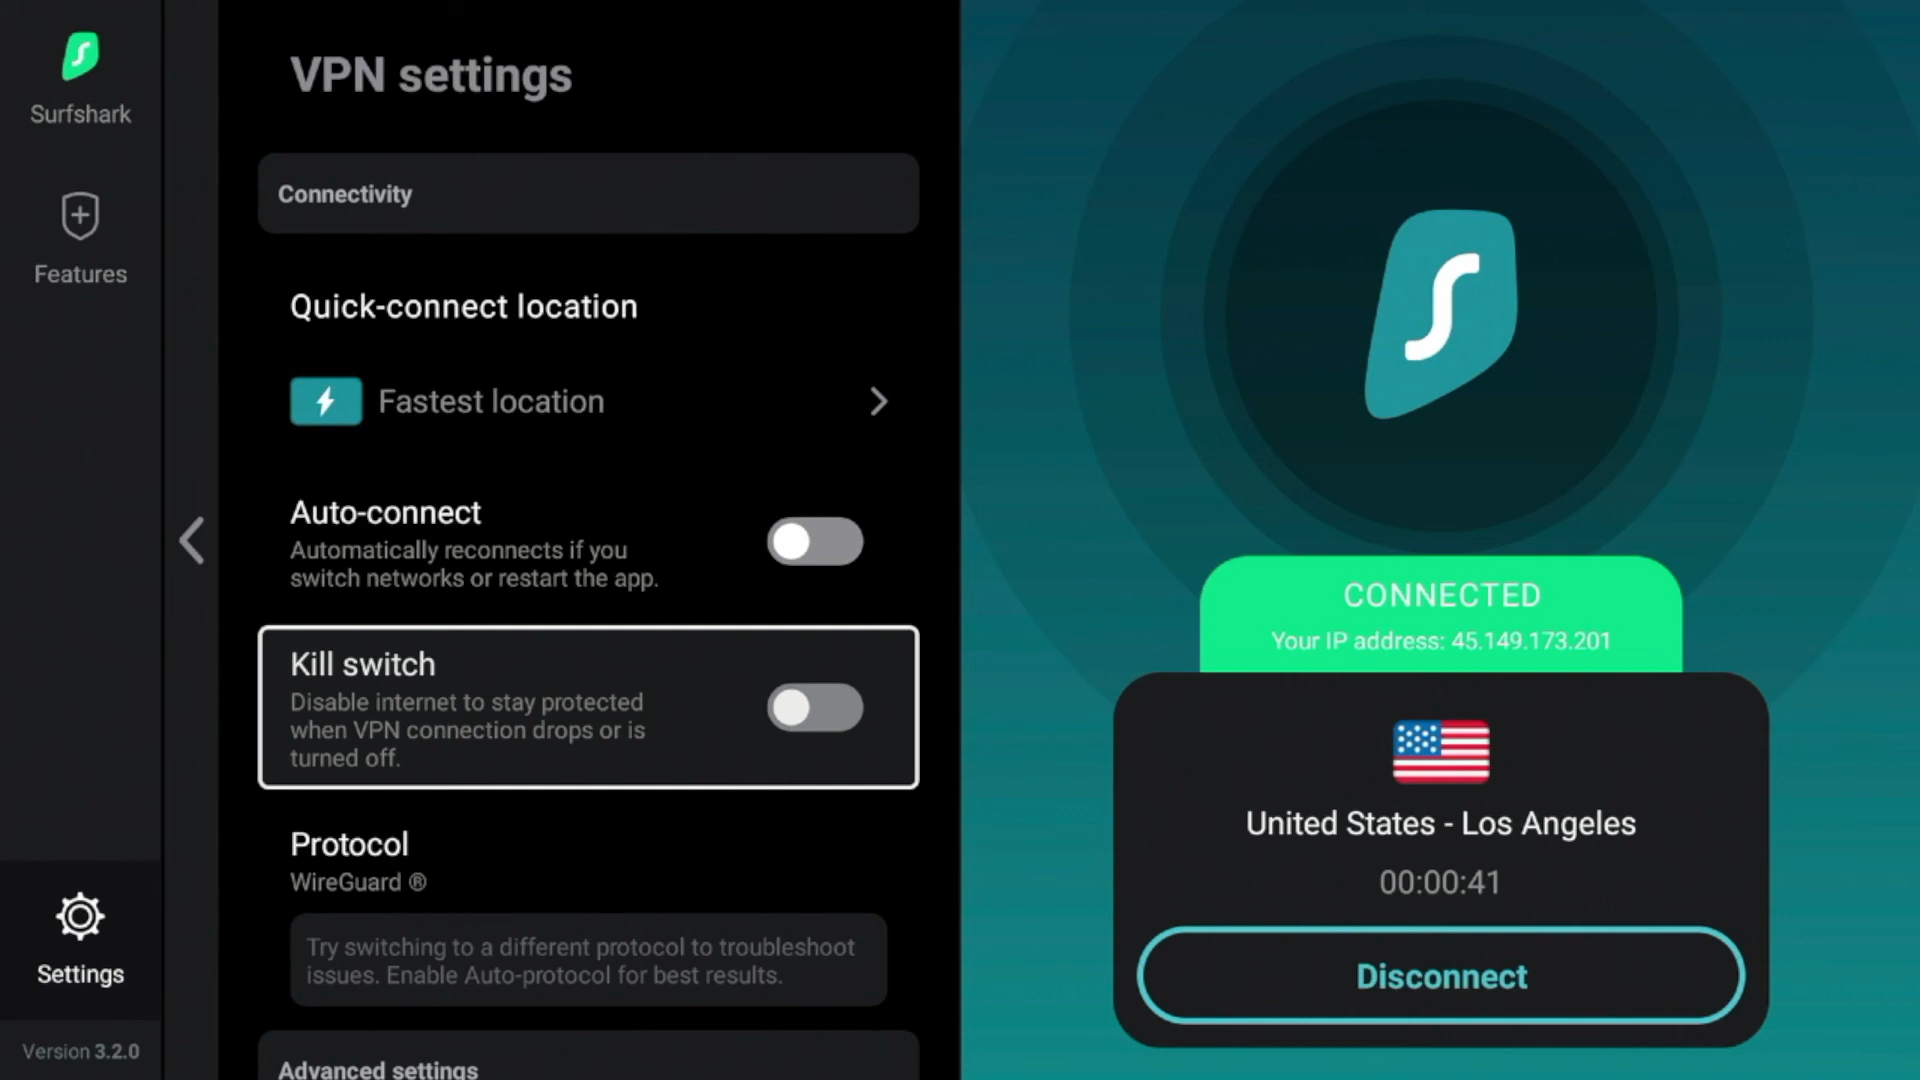 Surfshark
Features
Settings
Version 3.2.0
VPN settings
Connectivity
Quick-connect location
Fastest location
Auto-connect
Automatically reconnects if you
switch networks or restart the app.
Kill switch
Disable internet to stay protected
when VPN connection drops or is
turned off.
Protocol
WireGuard ®
Try switching to a different protocol to troubleshoot
issues. Enable Auto-protocol for best results.
Advanced settings
CONNECTED
Your IP address: 45.149.173.201
United States - Los Angeles
00:00:41
Disconnect